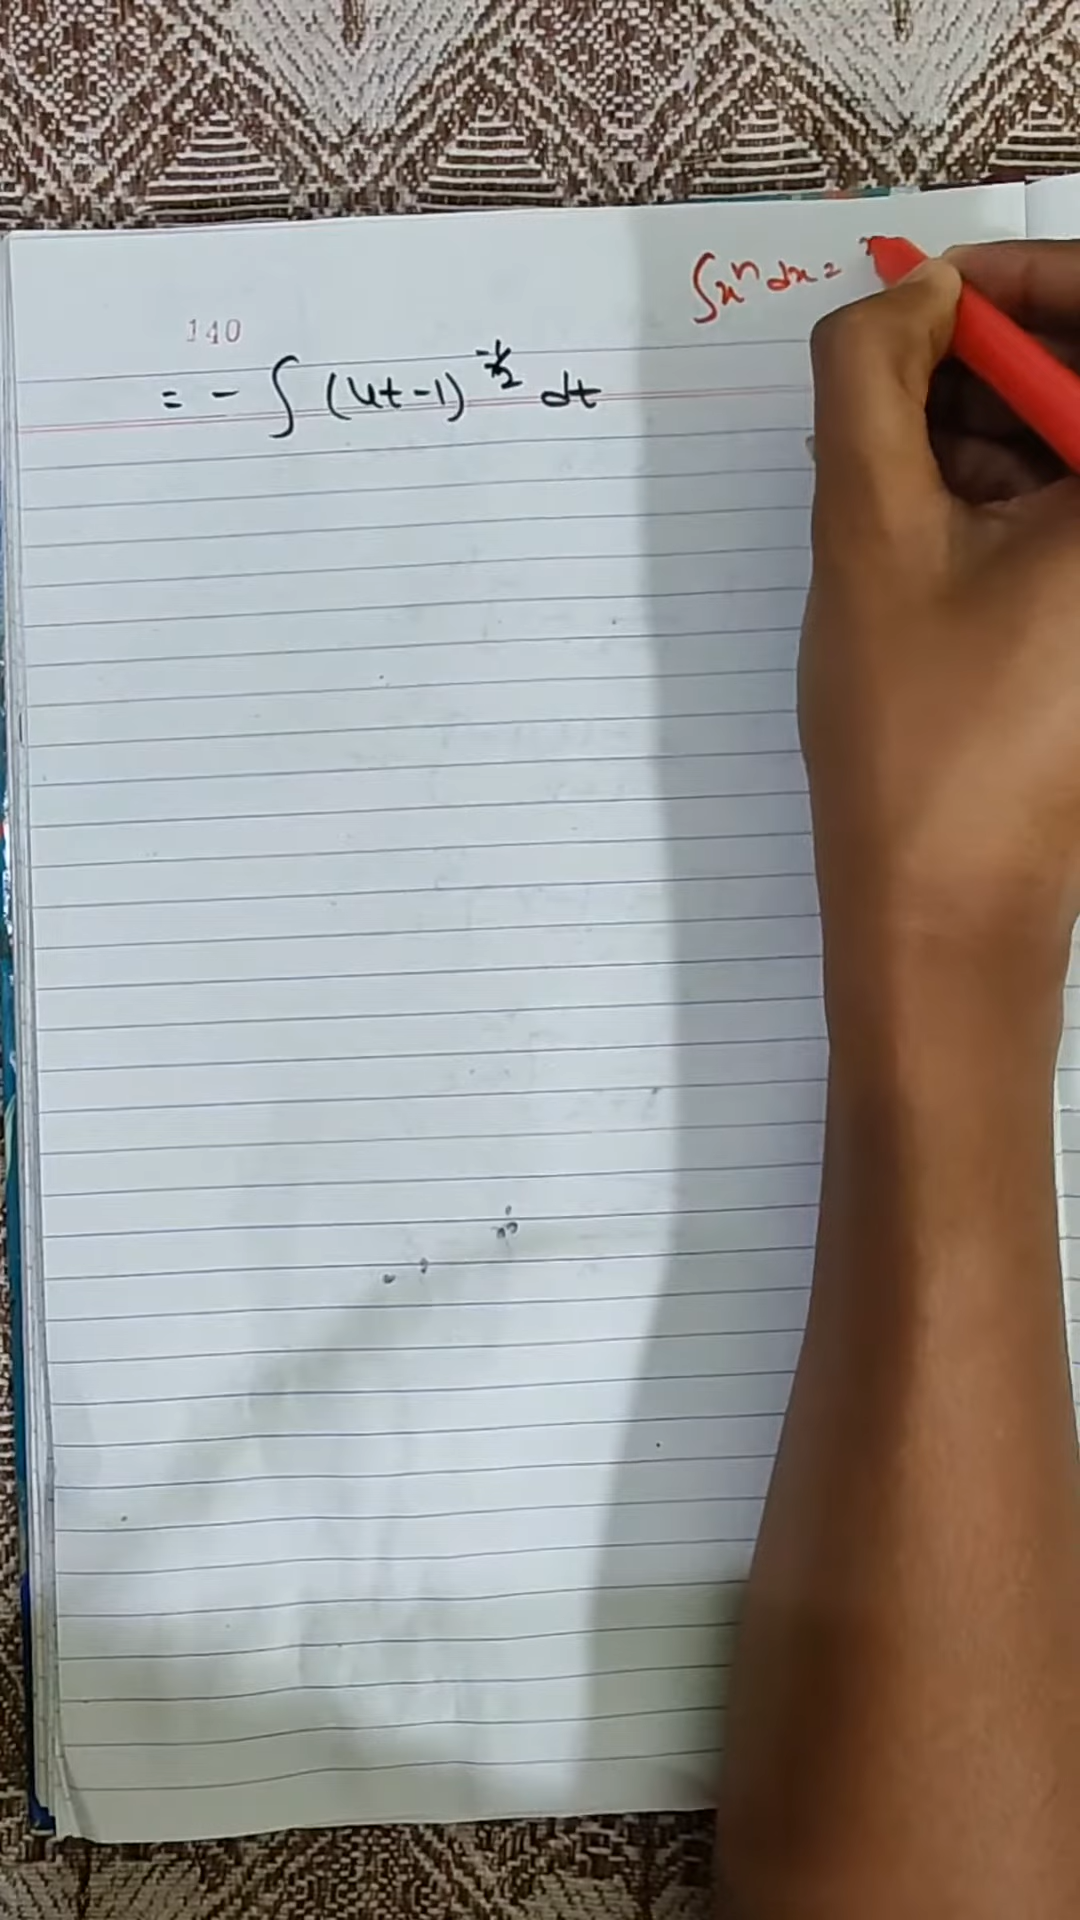 ∫xⁿ dx =
140
= - ∫ (4t-1)^-1/2 dt